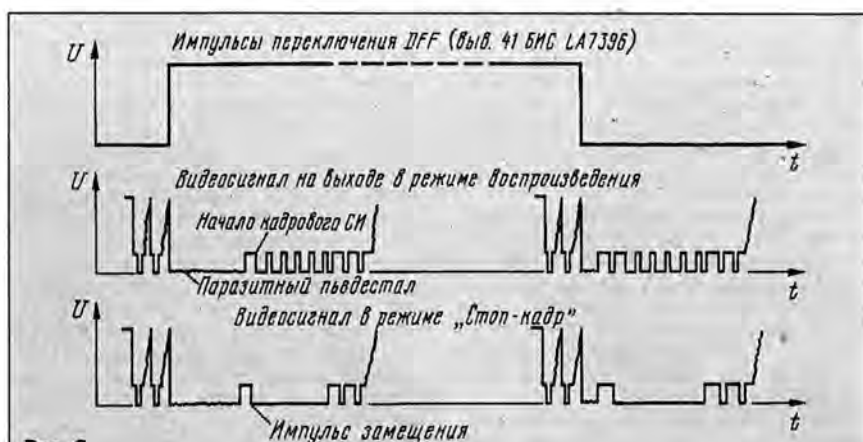 U
Импульсы переключения DFF (выв. 41 БИС LA7396)
t
U
Видеосигнал на выходе в режиме воспроизведения
Начало кадрового СИ
Паразитный пьедестал
t
U
Видеосигнал в режиме „Стоп-кадр"
Импульс замещения
t